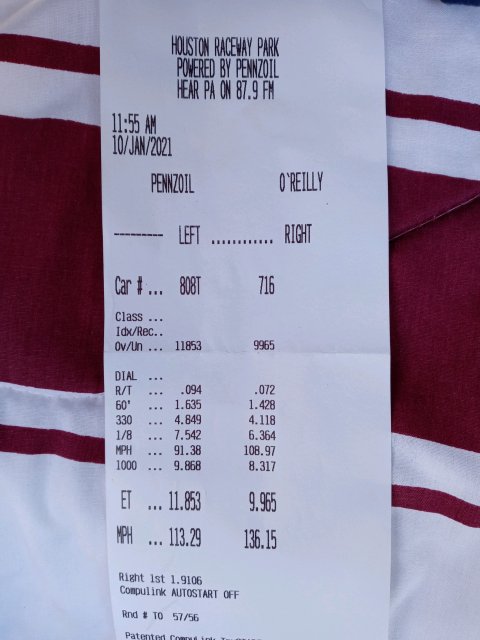 HOUSTON RACEWAY PARK
POWERED BY PENNZOIL
HEAR PA ON 87.9 FM
11:55 AM
10/JAN/2021
PENNZOIL O'REILLY
--------- LEFT ............ RIGHT
Car # ... 808T 716
Class ...
Idx/Rec..
Ov/Un ... 11853 9965
DIAL ...
R/T ... .094 .072
60' ... 1.635 1.428
330 ... 4.849 4.118
1/8 ... 7.542 6.364
MPH ... 91.38 108.97
1000 ... 9.868 8.317
ET ... 11.853 9.965
MPH ... 113.29 136.15
Right 1st 1.9106
Compulink AUTOSTART OFF
Rnd # TO 57/56
Patented CompuLink